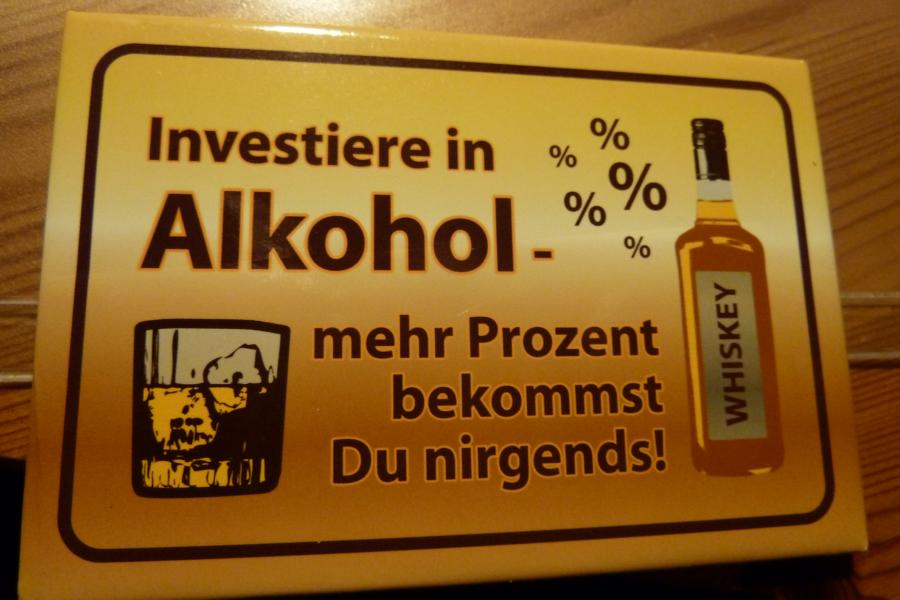 Investiere in
Alkohol -
% % % % %
mehr Prozent
bekommst
Du nirgends!
WHISKEY